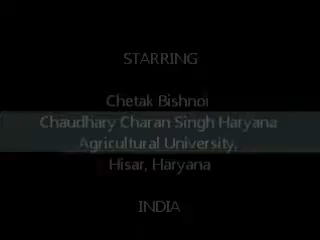 STARRING
Chetak Bishnoi
Chaudhary Charan Singh Haryana
Agricultural University,
Hisar, Haryana
INDIA